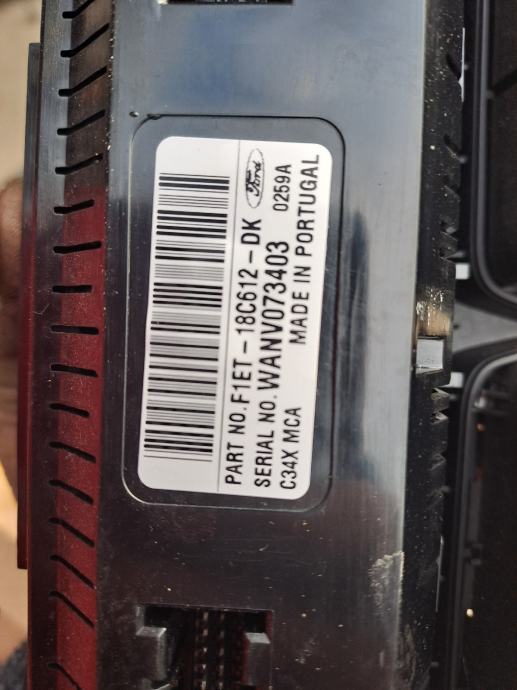 PART NO. F1ET-18C612-DK Ford
SERIAL NO. WANV073403 0259A
C34X MCA MADE IN PORTUGAL